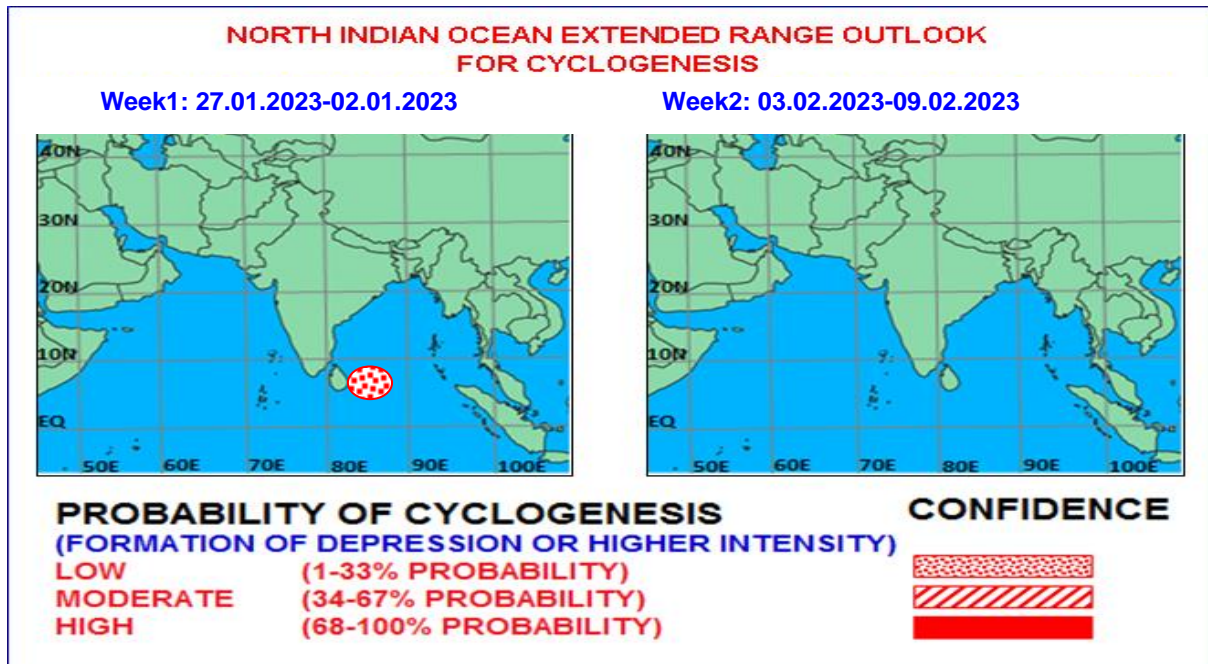 NORTH INDIAN OCEAN EXTENDED RANGE OUTLOOK
FOR CYCLOGENESIS
Week1: 27.01.2023-02.01.2023
Week2: 03.02.2023-09.02.2023
40N
30N
20N
10N
EQ
50E 60E 70E 80E 90E 100E
40N
30N
20N
10N
EQ
50E 60E 70E 80E 90E 100E
PROBABILITY OF CYCLOGENESIS
(FORMATION OF DEPRESSION OR HIGHER INTENSITY)
LOW (1-33% PROBABILITY)
MODERATE (34-67% PROBABILITY)
HIGH (68-100% PROBABILITY)
CONFIDENCE